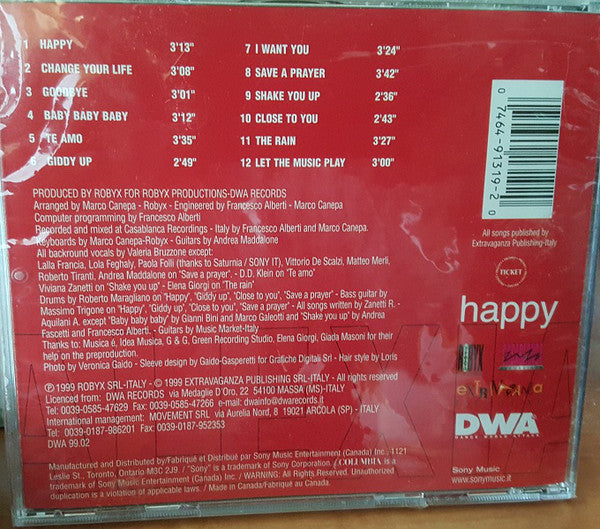 1 HAPPY 3'13"
2 CHANGE YOUR LIFE 3'08"
3 GOODBYE 3'01"
4 BABY BABY BABY 3'12"
5 TE AMO 3'35"
6 GIDDY UP 2'49"
7 I WANT YOU 3'24"
8 SAVE A PRAYER 3'42"
9 SHAKE YOU UP 2'36"
10 CLOSE TO YOU 2'43"
11 THE RAIN 3'27"
12 LET THE MUSIC PLAY 3'00"
0 7464-91319-2 0
PRODUCED BY ROBYX FOR ROBYX PRODUCTIONS-DWA RECORDS
Arranged by Marco Canepa - Robyx - Engineered by Francesco Alberti - Marco Canepa
Computer programming by Francesco Alberti
Recorded and mixed at Casablanca Recordings - Italy by Francesco Alberti and Marco Canepa.
Keyboards by Marco Canepa-Robyx - Guitars by Andrea Maddalone
All backround vocals by Valeria Bruzzone except:
Lalla Francia, Lola Feghaly, Paola Folli (thanks to Saturnia / SONY IT), Vittorio De Scalzi, Matteo Merli,
Roberto Tiranti, Andrea Maddalone on "Save a prayer". - D.D. Klein on "Te amo"
Viviana Zanetti on "Shake you up" - Elena Giorgi on "The rain"
Drums by Roberto Maragliano on "Happy", "Giddy up", "Close to you", "Save a prayer" - Bass guitar by
Massimo Trigone on "Happy", "Giddy up", "Close to you", "Save a prayer" - All songs written by Zanetti R. -
Aquilani A. except "Baby baby baby" by Gianni Bini and Marco Galeotti and "Shake you up" by Andrea
Fascetti and Francesco Alberti. - Guitars by Music Market-Italy
Thanks to: Musica è, Idea Musica, G & G, Green Recording Studio, Elena Giorgi, Giada Masoni for their
help on the preproduction.
Photo by Veronica Gaido - Sleeve design by Gaido-Gasperetti for Grafiche Digitali Srl - Hair style by Loris
All songs published by
Extravaganza Publishing-Italy
TICKET
happy
DWA
DANCE WORLD ATTACK
℗ 1999 ROBYX SRL-ITALY - © 1999 EXTRAVAGANZA PUBLISHING SRL-ITALY - All rights reserved
Licenced from: DWA RECORDS via Medaglie D'Oro, 22 54100 MASSA (MS)-ITALY
Tel: 0039-0585-47629 Fax: 0039-0585-47266 e-mail: dwainfo@dwarecords.it
International management: MOVEMENT SRL via Aurelia Nord, 8 19021 ARCOLA (SP) - ITALY
Tel: 0039-0187-986201 Fax: 0039-0187-952353
DWA 99.02
Manufactured and Distributed by/Fabriqué et Distribué par Sony Music Entertainment (Canada) Inc., 1121
Leslie St., Toronto, Ontario M3C 2J9 / "Sony" is a trademark of Sony Corporation / COLUMBIA is a
trademark of Sony Music Entertainment (Canada) Inc. / WARNING: All Rights Reserved. Unauthorized
duplication is a violation of applicable laws. / Made in Canada/Fabriqué au Canada.
Sony Music
www.sonymusic.it